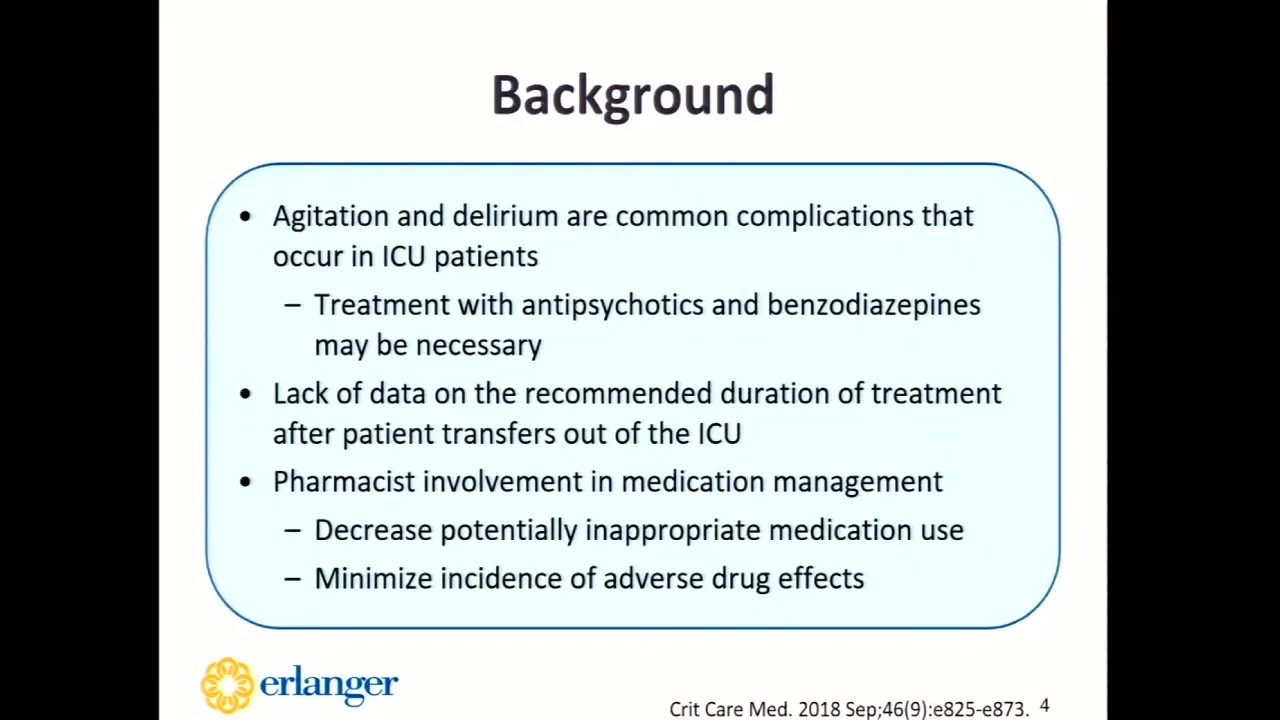 Background
• Agitation and delirium are common complications that
occur in ICU patients
– Treatment with antipsychotics and benzodiazepines
may be necessary
• Lack of data on the recommended duration of treatment
after patient transfers out of the ICU
• Pharmacist involvement in medication management
– Decrease potentially inappropriate medication use
– Minimize incidence of adverse drug effects
erlanger
Crit Care Med. 2018 Sep;46(9):e825-e873. 4